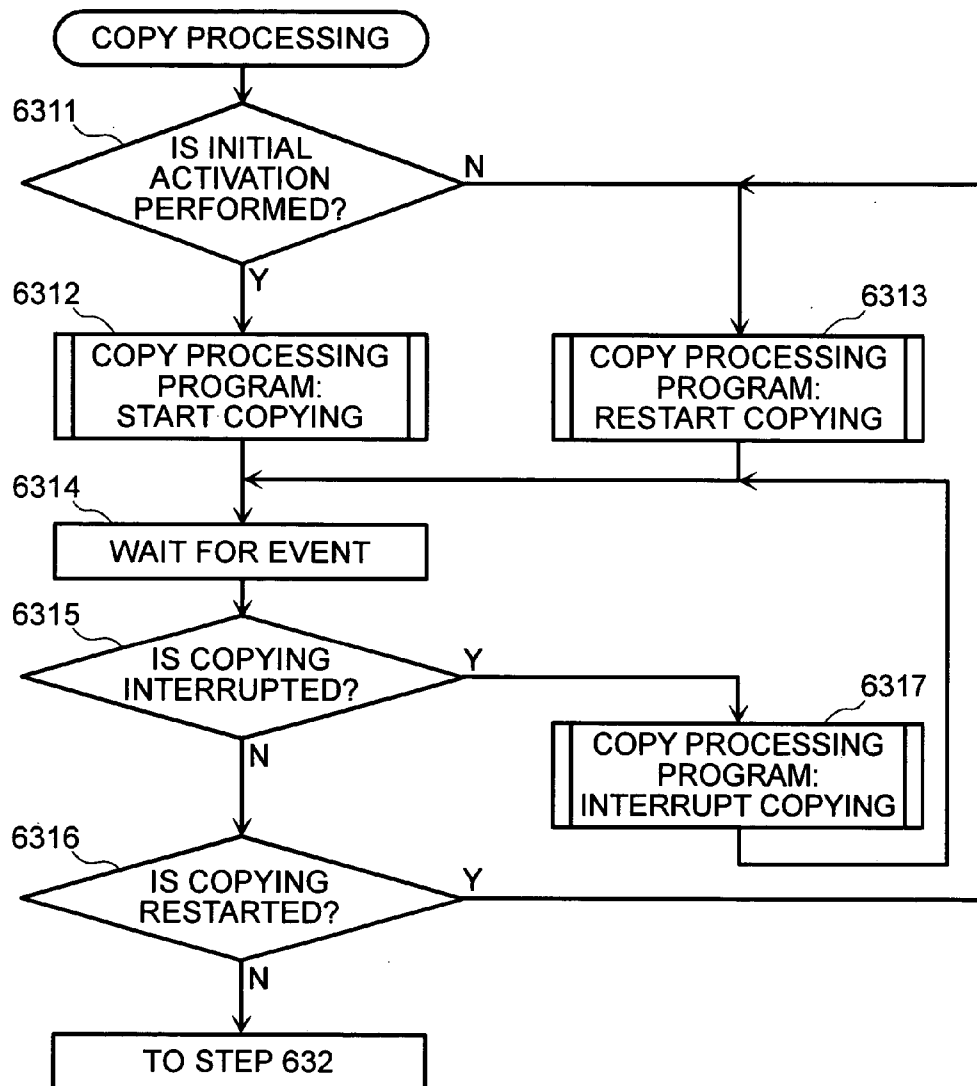 COPY PROCESSING
6311
IS INITIAL
ACTIVATION
PERFORMED?
N
Y
6312
COPY PROCESSING
PROGRAM:
START COPYING
6313
COPY PROCESSING
PROGRAM:
RESTART COPYING
6314
WAIT FOR EVENT
6315
IS COPYING
INTERRUPTED?
Y
N
6317
COPY PROCESSING
PROGRAM:
INTERRUPT COPYING
6316
IS COPYING
RESTARTED?
Y
N
TO STEP 632